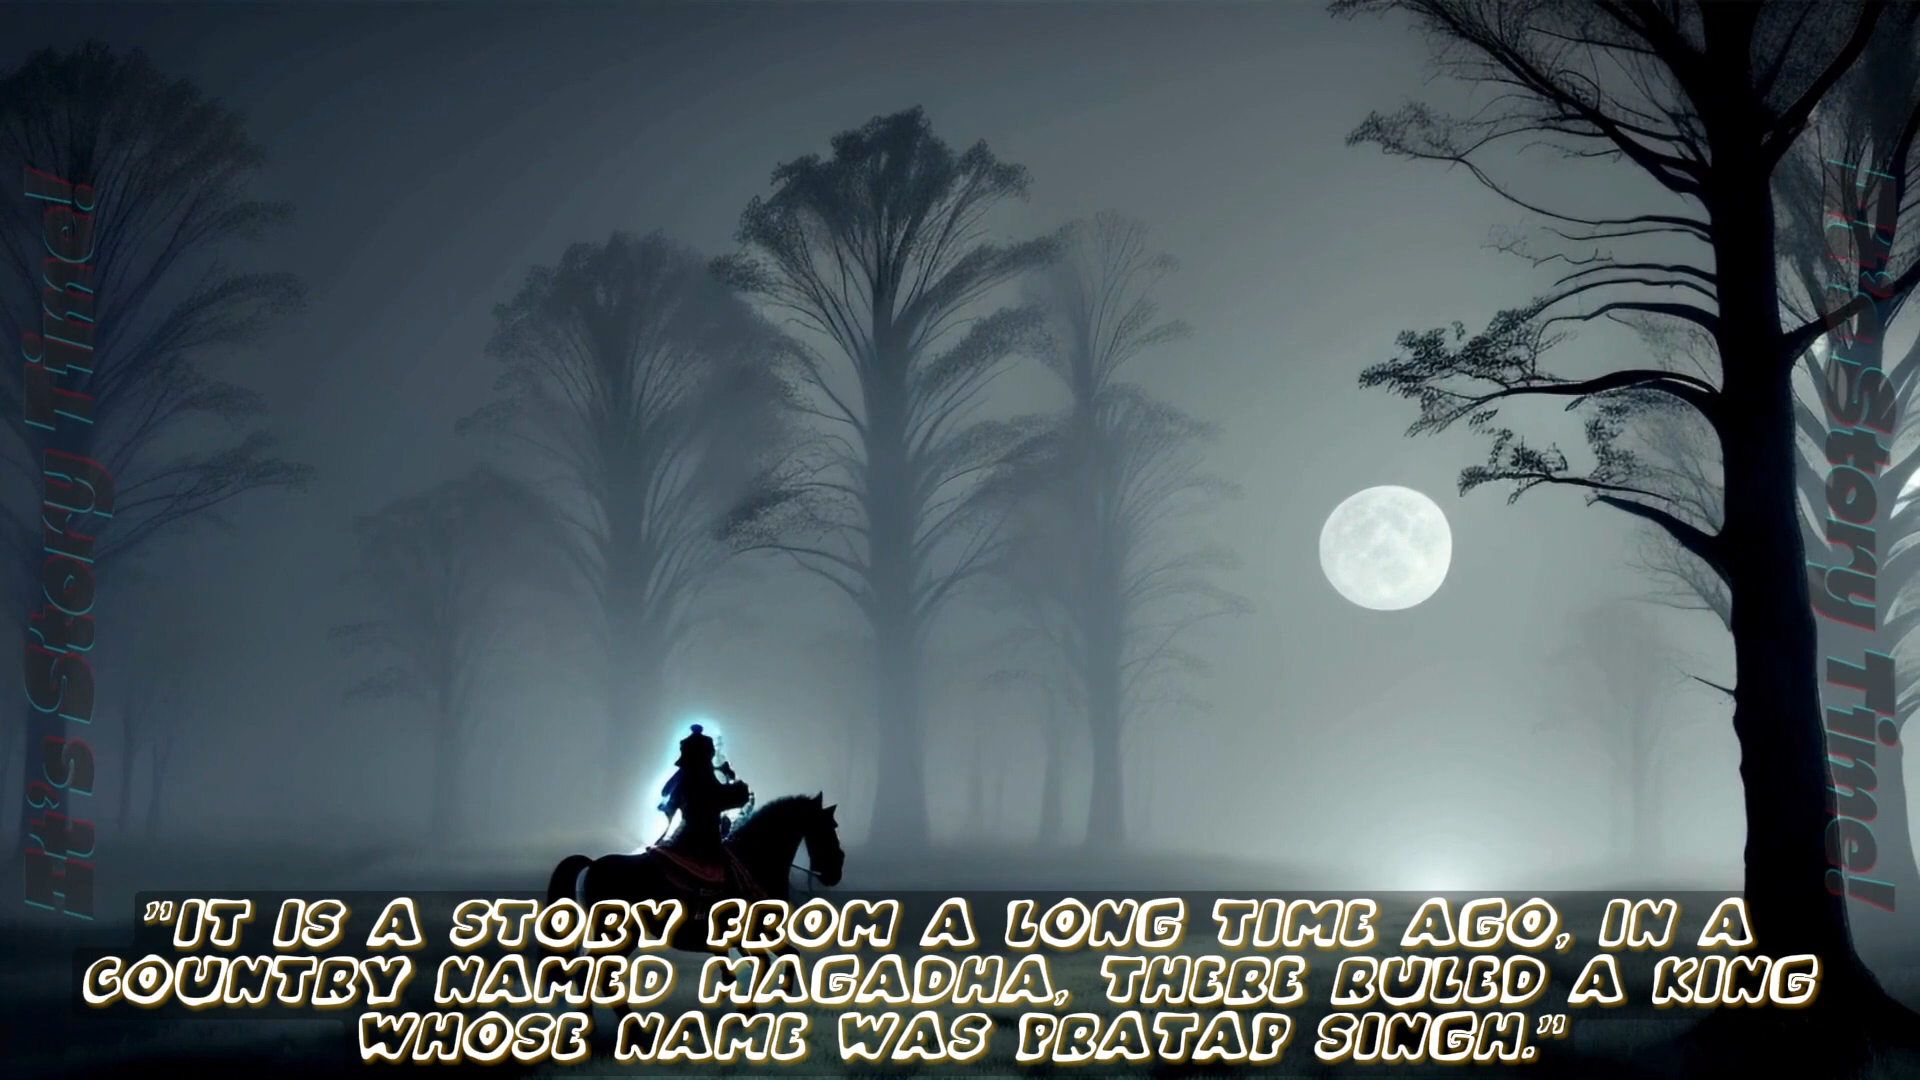 It's Story Time!
It's Story Time!
"IT IS A STORY FROM A LONG TIME AGO, IN A
COUNTRY NAMED MAGADHA, THERE RULED A KING
WHOSE NAME WAS PRATAP SINGH."